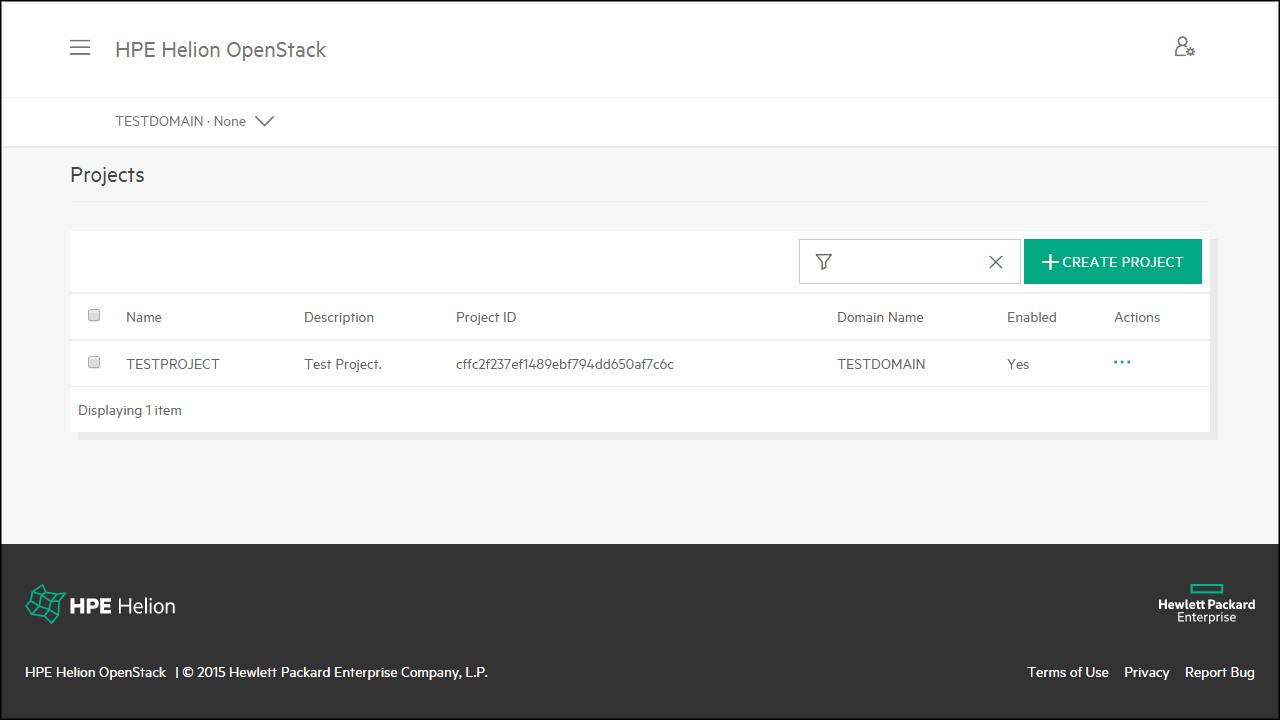 HPE Helion OpenStack
TESTDOMAIN · None
Projects
CREATE PROJECT
Name Description Project ID Domain Name Enabled Actions
TESTPROJECT Test Project. cffc2f237ef1489ebf794dd650af7c6c TESTDOMAIN Yes ...
Displaying 1 item
HPE Helion
Hewlett Packard
Enterprise
HPE Helion OpenStack | © 2015 Hewlett Packard Enterprise Company, L.P. Terms of Use Privacy Report Bug